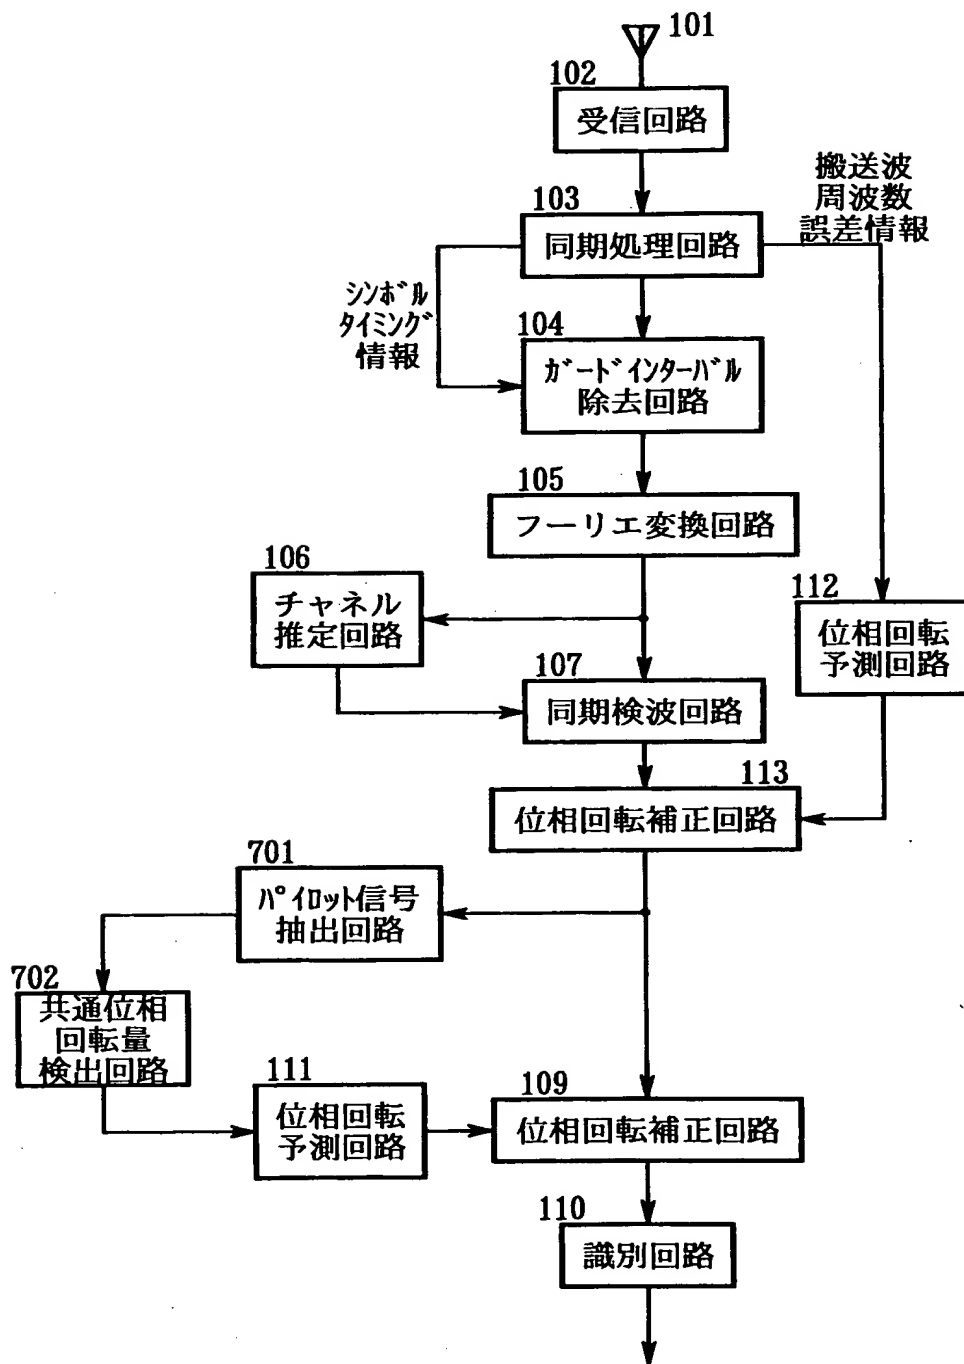 101
102
受信回路
搬送波
周波数
誤差情報
103
同期処理回路
シンボル
タイミング
情報
104
ガードインターバル
除去回路
105
フーリエ変換回路
106
チャネル
推定回路
112
位相回転
予測回路
107
同期検波回路
113
位相回転補正回路
701
パイロット信号
抽出回路
702
共通位相
回転量
検出回路
111
位相回転
予測回路
109
位相回転補正回路
110
識別回路